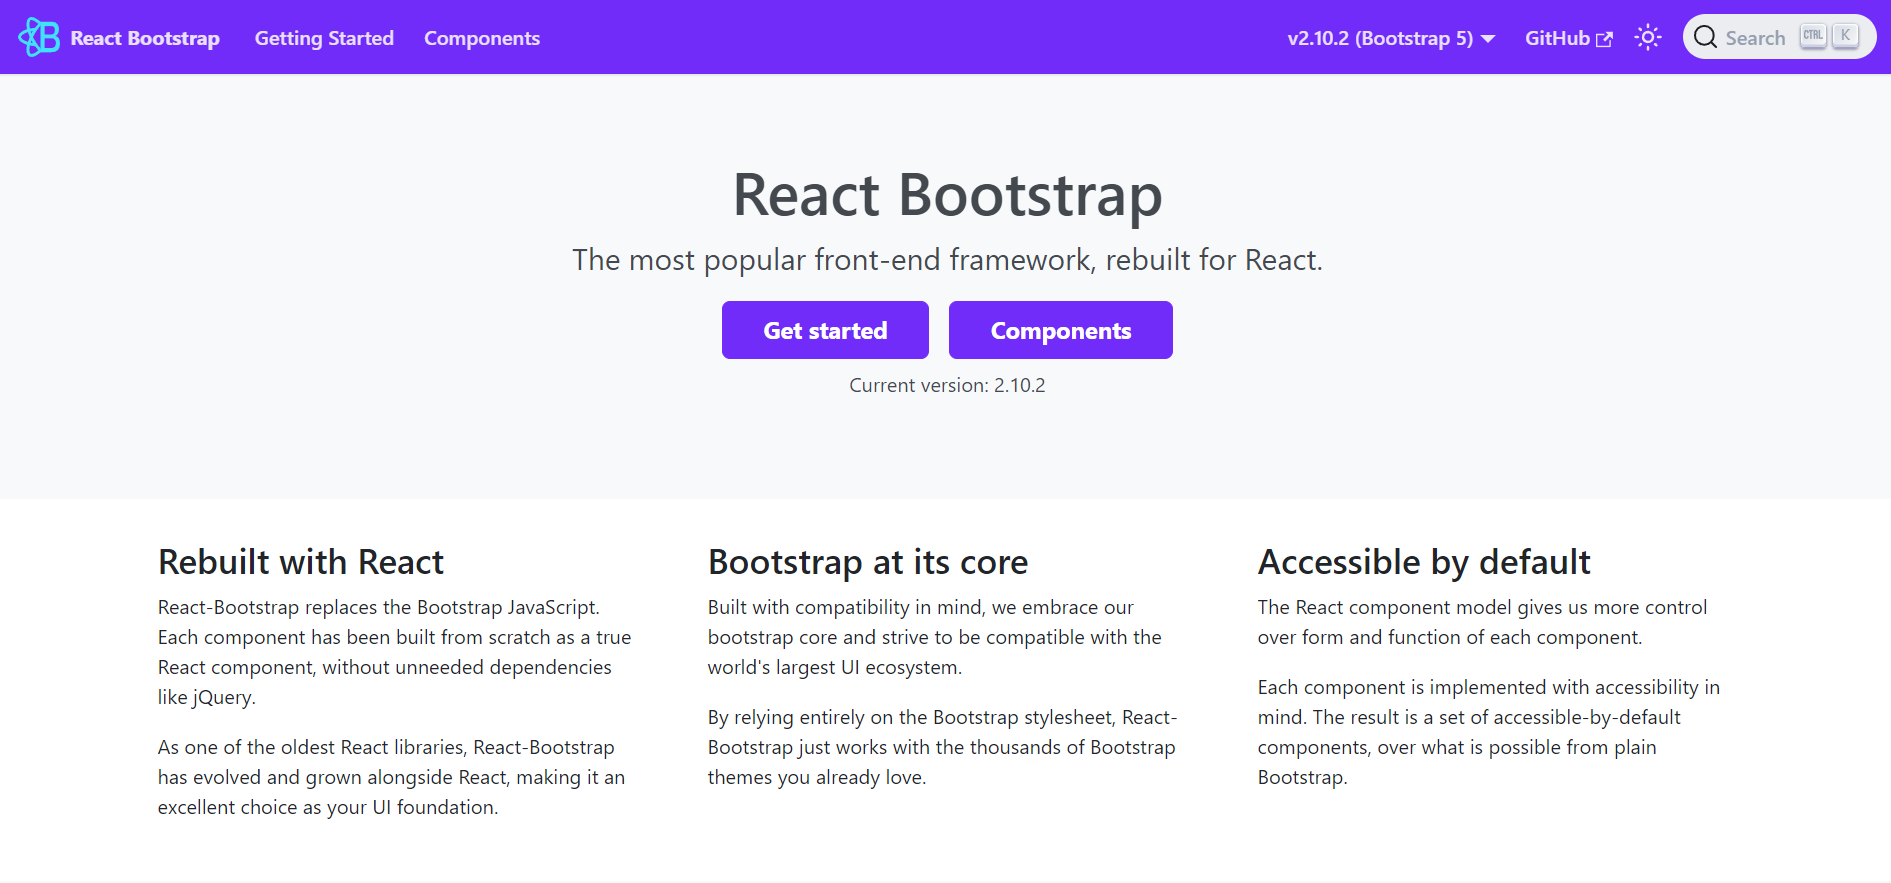 React Bootstrap Getting Started Components v2.10.2 (Bootstrap 5) GitHub Search CTRL K
React Bootstrap
The most popular front-end framework, rebuilt for React.
Get started Components
Current version: 2.10.2
Rebuilt with React
React-Bootstrap replaces the Bootstrap JavaScript.
Each component has been built from scratch as a true
React component, without unneeded dependencies
like jQuery.
As one of the oldest React libraries, React-Bootstrap
has evolved and grown alongside React, making it an
excellent choice as your UI foundation.
Bootstrap at its core
Built with compatibility in mind, we embrace our
bootstrap core and strive to be compatible with the
world's largest UI ecosystem.
By relying entirely on the Bootstrap stylesheet, React-
Bootstrap just works with the thousands of Bootstrap
themes you already love.
Accessible by default
The React component model gives us more control
over form and function of each component.
Each component is implemented with accessibility in
mind. The result is a set of accessible-by-default
components, over what is possible from plain
Bootstrap.